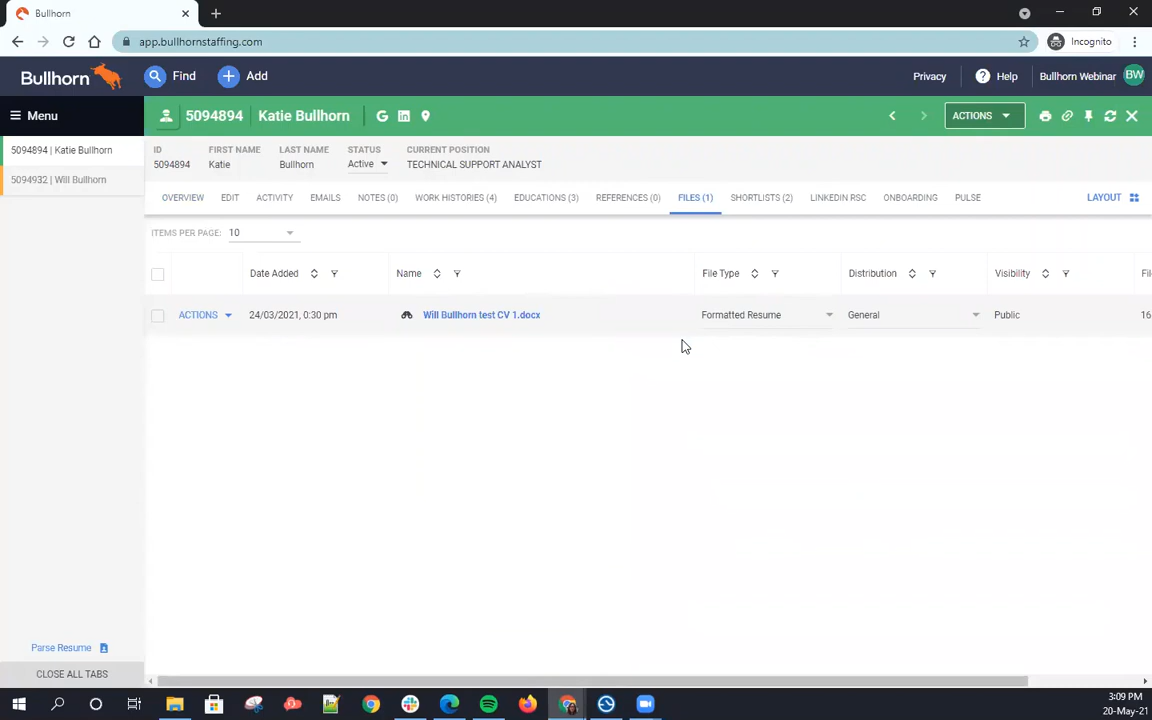 Bullhorn
app.bullhornstaffing.com
Incognito
Bullhorn
Find
Add
Privacy
Help
Bullhorn Webinar
BW
Menu
5094894
Katie Bullhorn
ACTIONS
5094894 | Katie Bullhorn
5094932 | Will Bullhorn
ID
FIRST NAME
LAST NAME
STATUS
CURRENT POSITION
5094894
Katie
Bullhorn
Active
TECHNICAL SUPPORT ANALYST
OVERVIEW
EDIT
ACTIVITY
EMAILS
NOTES (0)
WORK HISTORIES (4)
EDUCATIONS (3)
REFERENCES (0)
FILES (1)
SHORTLISTS (2)
LINKEDIN RSC
ONBOARDING
PULSE
LAYOUT
ITEMS PER PAGE: 10
Date Added
Name
File Type
Distribution
Visibility
Fil
ACTIONS
24/03/2021, 0:30 pm
Will Bullhorn test CV 1.docx
Formatted Resume
General
Public
16
Parse Resume
CLOSE ALL TABS
3:09 PM
20-May-21